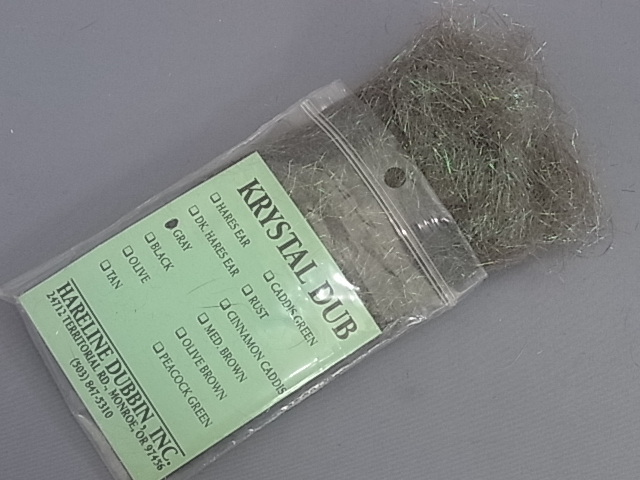 KRYSTAL DUB
HARES EAR
DK. HARES EAR
GRAY
BLACK
OLIVE
TAN
CADDIS GREEN
RUST
CINNAMON CADDIS
MED. BROWN
OLIVE BROWN
PEACOCK GREEN
HARELINE DUBBIN, INC.
24712 TERRITORIAL RD., MONROE, OR 97456
(503) 847-5310